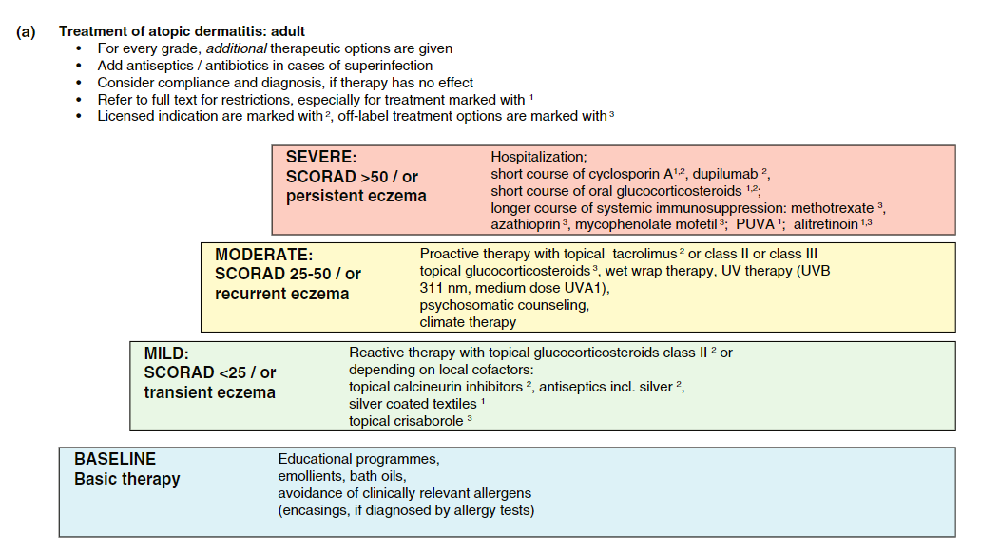 (a) Treatment of atopic dermatitis: adult
• For every grade, additional therapeutic options are given
• Add antiseptics / antibiotics in cases of superinfection
• Consider compliance and diagnosis, if therapy has no effect
• Refer to full text for restrictions, especially for treatment marked with ¹
• Licensed indication are marked with ², off-label treatment options are marked with ³
SEVERE:
SCORAD >50 / or
persistent eczema
Hospitalization;
short course of cyclosporin A¹,², dupilumab ²,
short course of oral glucocorticosteroids ¹,²;
longer course of systemic immunosuppression: methotrexate ³,
azathioprin ³, mycophenolate mofetil ³; PUVA ¹; alitretinoin ¹,³
MODERATE:
SCORAD 25-50 / or
recurrent eczema
Proactive therapy with topical tacrolimus ² or class II or class III
topical glucocorticosteroids ³, wet wrap therapy, UV therapy (UVB
311 nm, medium dose UVA1),
psychosomatic counseling,
climate therapy
MILD:
SCORAD <25 / or
transient eczema
Reactive therapy with topical glucocorticosteroids class II ² or
depending on local cofactors:
topical calcineurin inhibitors ², antiseptics incl. silver ²,
silver coated textiles ¹
topical crisaborole ³
BASELINE
Basic therapy
Educational programmes,
emollients, bath oils,
avoidance of clinically relevant allergens
(encasings, if diagnosed by allergy tests)